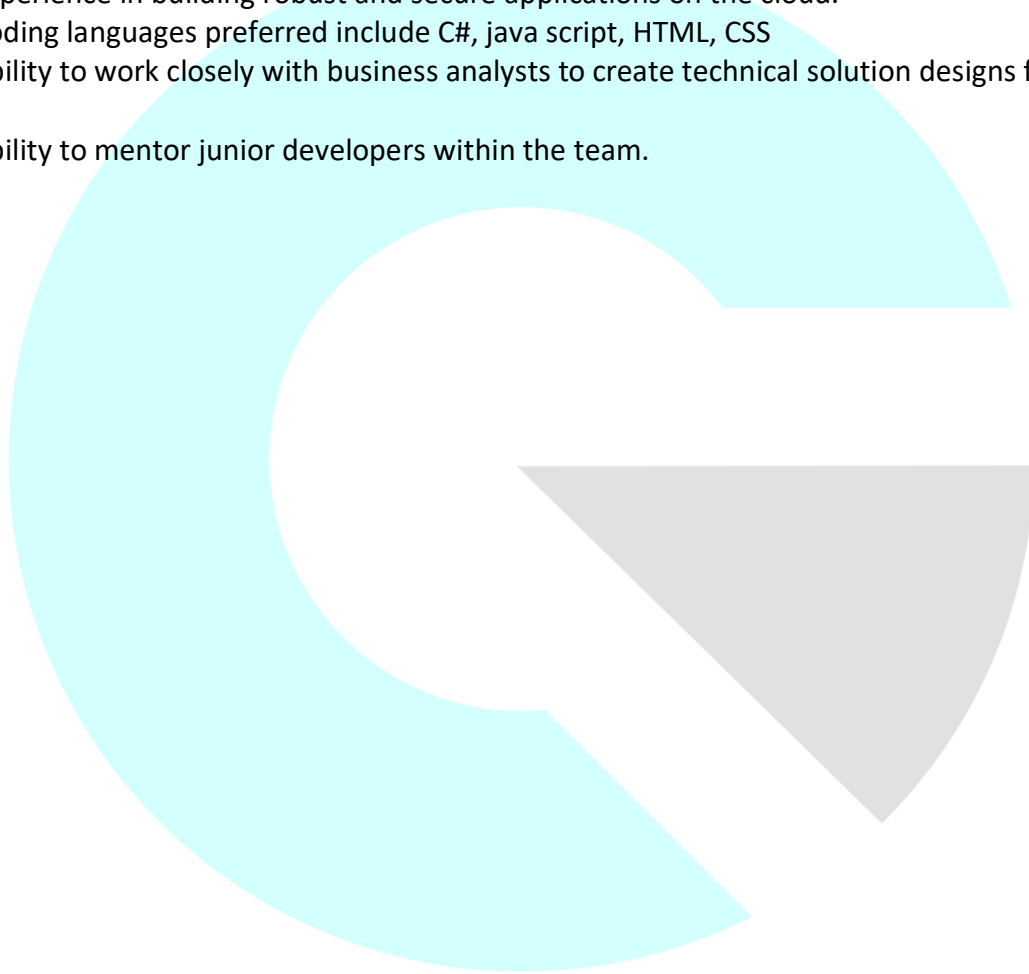 perience in building robust and secure applications on the cloud.
oding languages preferred include C#, java script, HTML, CSS
bility to work closely with business analysts to create technical solution designs f
bility to mentor junior developers within the team.